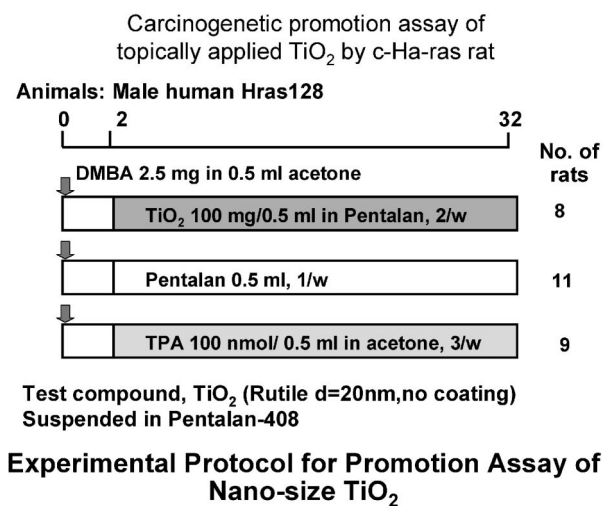 Carcinogenetic promotion assay of
topically applied TiO₂ by c-Ha-ras rat
Animals: Male human Hras128
0 2 32
No. of
rats
DMBA 2.5 mg in 0.5 ml acetone
TiO₂ 100 mg/0.5 ml in Pentalan, 2/w 8
Pentalan 0.5 ml, 1/w 11
TPA 100 nmol/ 0.5 ml in acetone, 3/w 9
Test compound, TiO₂ (Rutile d=20nm,no coating)
Suspended in Pentalan-408
Experimental Protocol for Promotion Assay of
Nano-size TiO₂